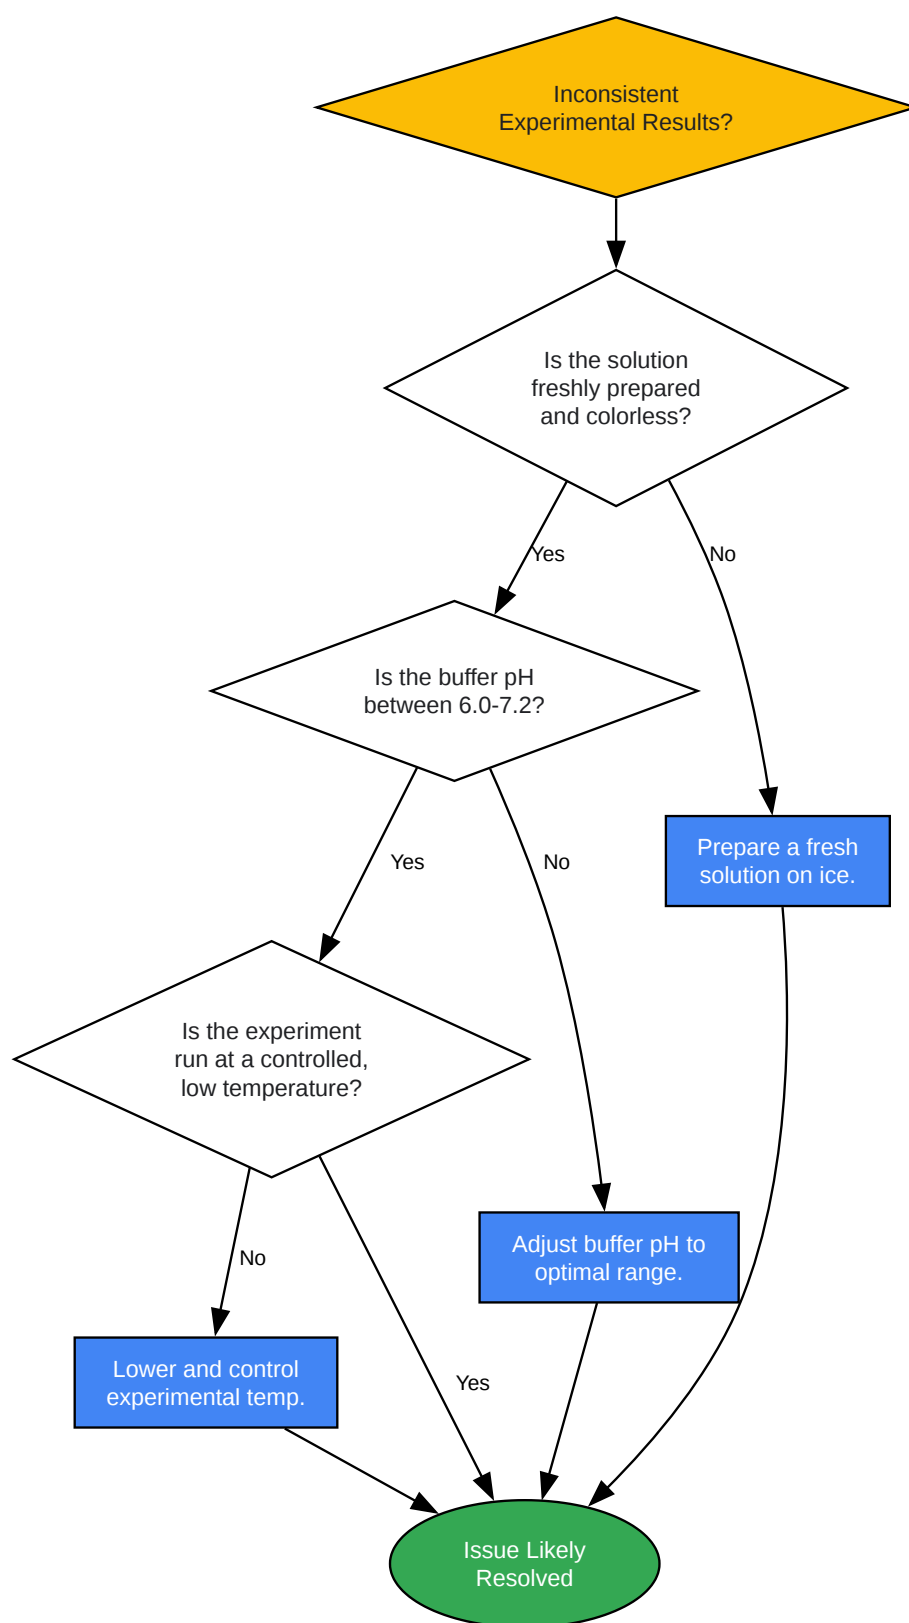 Inconsistent
Experimental Results?
Is the solution
freshly prepared
and colorless?
Yes
No
Is the buffer pH
between 6.0-7.2?
Prepare a fresh
solution on ice.
Yes
No
Is the experiment
run at a controlled,
low temperature?
Adjust buffer pH to
optimal range.
No
Yes
Lower and control
experimental temp.
Issue Likely
Resolved